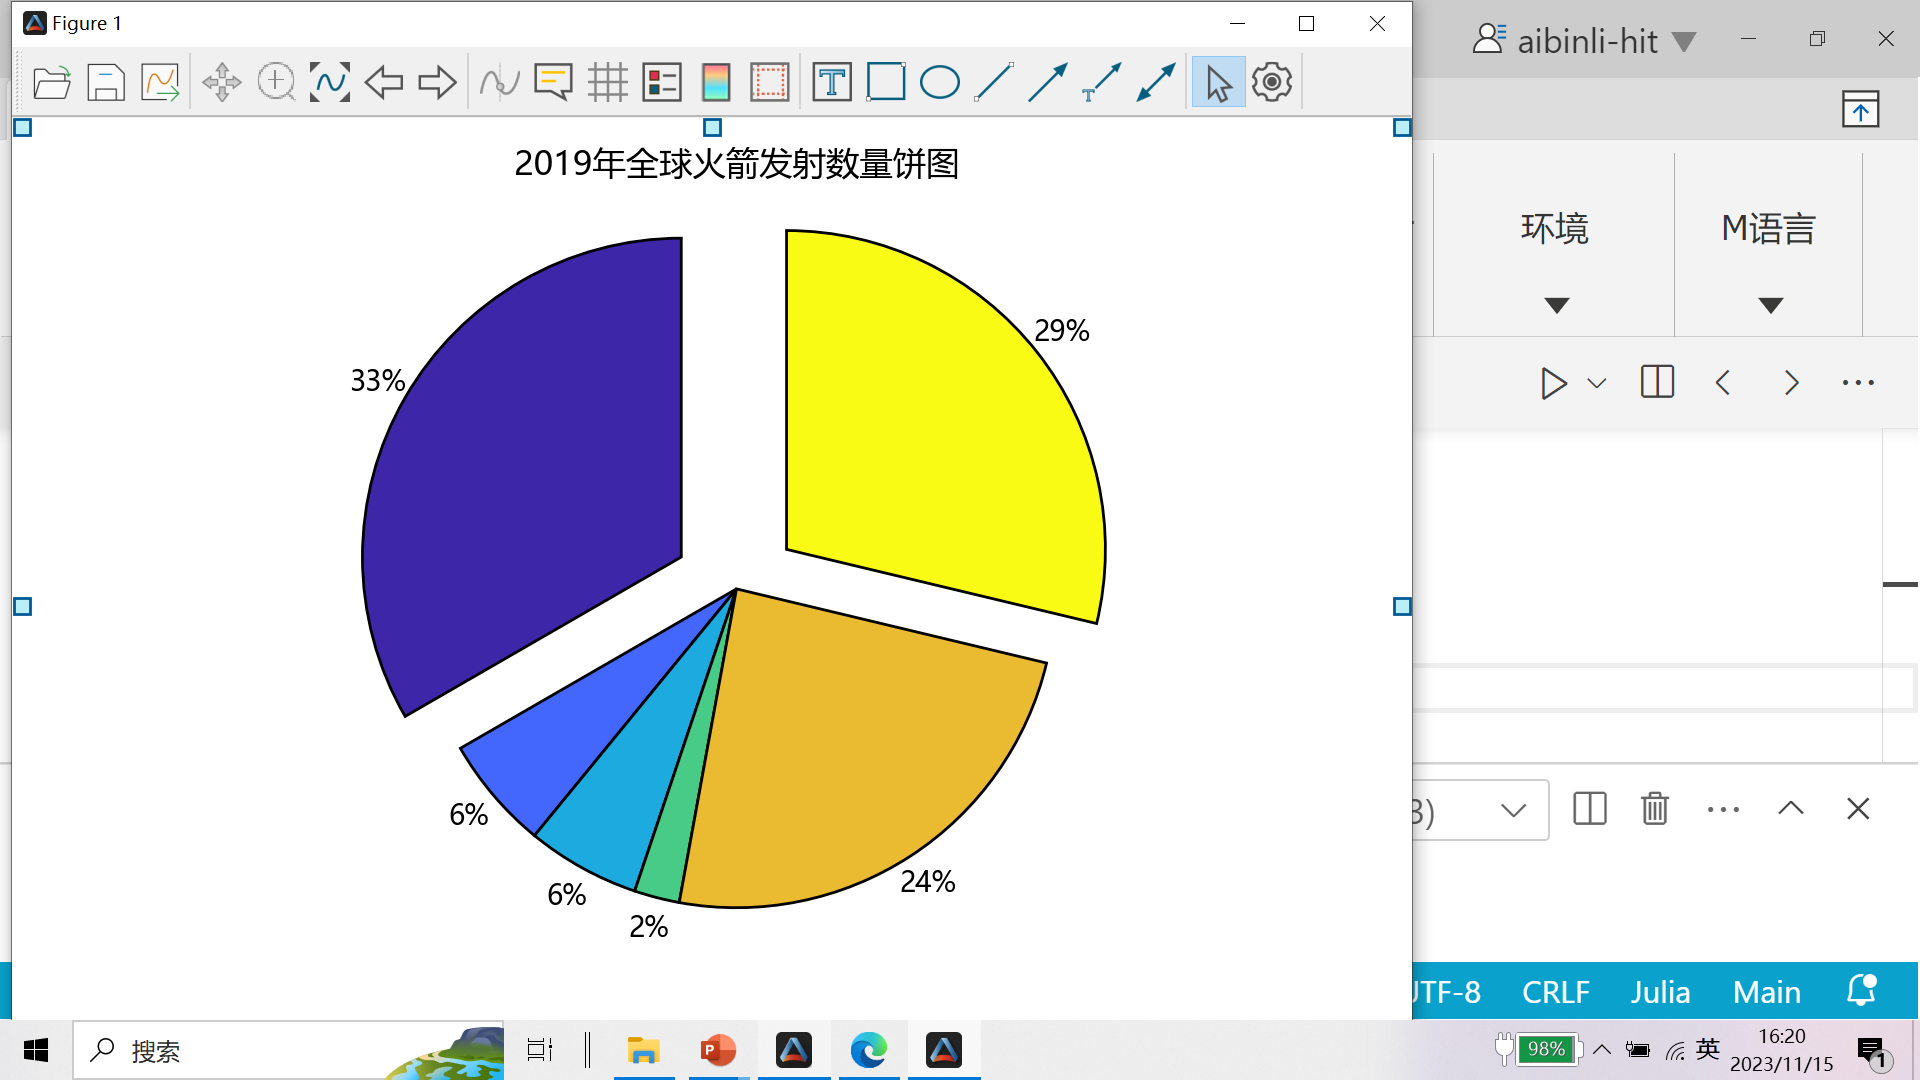 Figure 1
aibinli-hit
2019年全球火箭发射数量饼图
环境
M语言
29%
33%
6%
24%
6%
2%
3)
UTF-8
CRLF
Julia
Main
搜索
98%
英
16:20
2023/11/15
1